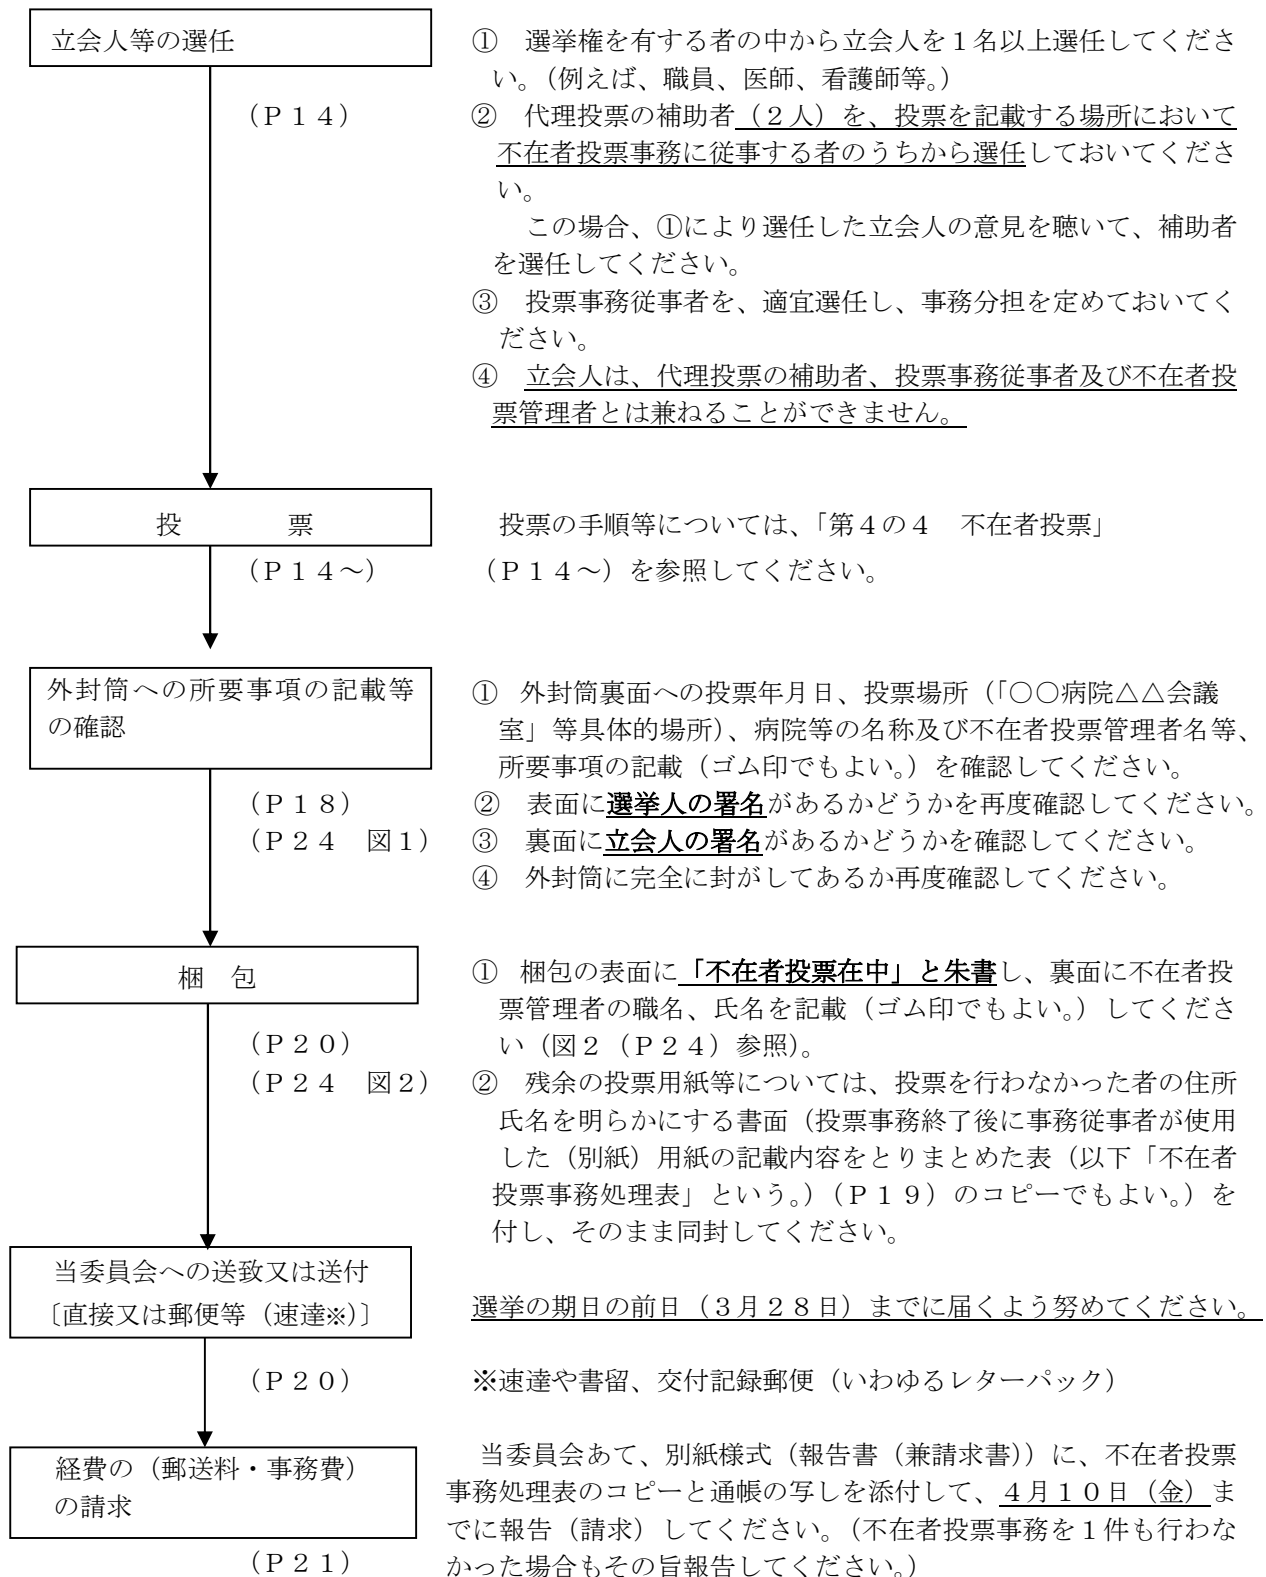 立会人等の選任
（Ｐ１４）
①　選挙権を有する者の中から立会人を１名以上選任してくださ
い。（例えば、職員、医師、看護師等。）
②　代理投票の補助者（２人）を、投票を記載する場所において
不在者投票事務に従事する者のうちから選任しておいてくださ
い。
この場合、①により選任した立会人の意見を聴いて、補助者
を選任してください。
③　投票事務従事者を、適宜選任し、事務分担を定めておいてく
ださい。
④　立会人は、代理投票の補助者、投票事務従事者及び不在者投
票管理者とは兼ねることができません。
投　　　票
（Ｐ１４～）
投票の手順等については、「第４の４　不在者投票」
（Ｐ１４～）を参照してください。
外封筒への所要事項の記載等
の確認
（Ｐ１８）
（Ｐ２４　図１）
①　外封筒裏面への投票年月日、投票場所（「○○病院△△会議
室」等具体的場所）、病院等の名称及び不在者投票管理者名等、
所要事項の記載（ゴム印でもよい。）を確認してください。
②　表面に選挙人の署名があるかどうかを再度確認してください。
③　裏面に立会人の署名があるかどうかを確認してください。
④　外封筒に完全に封がしてあるか再度確認してください。
梱　包
（Ｐ２０）
（Ｐ２４　図２）
①　梱包の表面に「不在者投票在中」と朱書し、裏面に不在者投
票管理者の職名、氏名を記載（ゴム印でもよい。）してくださ
い（図２（Ｐ２４）参照）。
②　残余の投票用紙等については、投票を行わなかった者の住所
氏名を明らかにする書面（投票事務終了後に事務従事者が使用
した（別紙）用紙の記載内容をとりまとめた表（以下「不在者
投票事務処理表」という。）（Ｐ１９）のコピーでもよい。）を
付し、そのまま同封してください。
当委員会への送致又は送付
〔直接又は郵便等（速達※）〕
（Ｐ２０）
選挙の期日の前日（３月２８日）までに届くよう努めてください。
※速達や書留、交付記録郵便（いわゆるレターパック）
経費の（郵送料・事務費）
の請求
（Ｐ２１）
当委員会あて、別紙様式（報告書（兼請求書））に、不在者投票
事務処理表のコピーと通帳の写しを添付して、４月１０日（金）ま
でに報告（請求）してください。（不在者投票事務を１件も行わな
かった場合もその旨報告してください。）